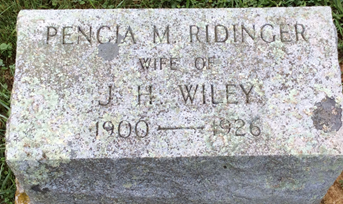 PENCIA M. RIDINGER
WIFE OF
J. H. WILEY
1900 — 1926